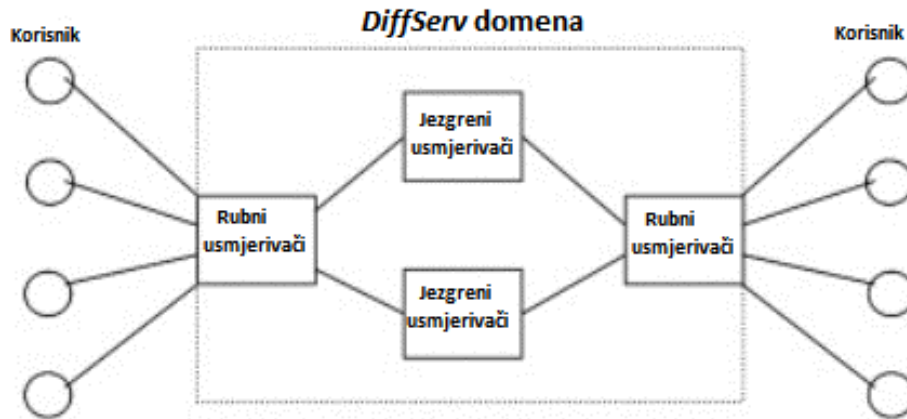 DiffServ domena
Korisnik
Korisnik
Jezgreni
usmjerivači
Rubni
usmjerivači
Rubni
usmjerivači
Jezgreni
usmjerivači